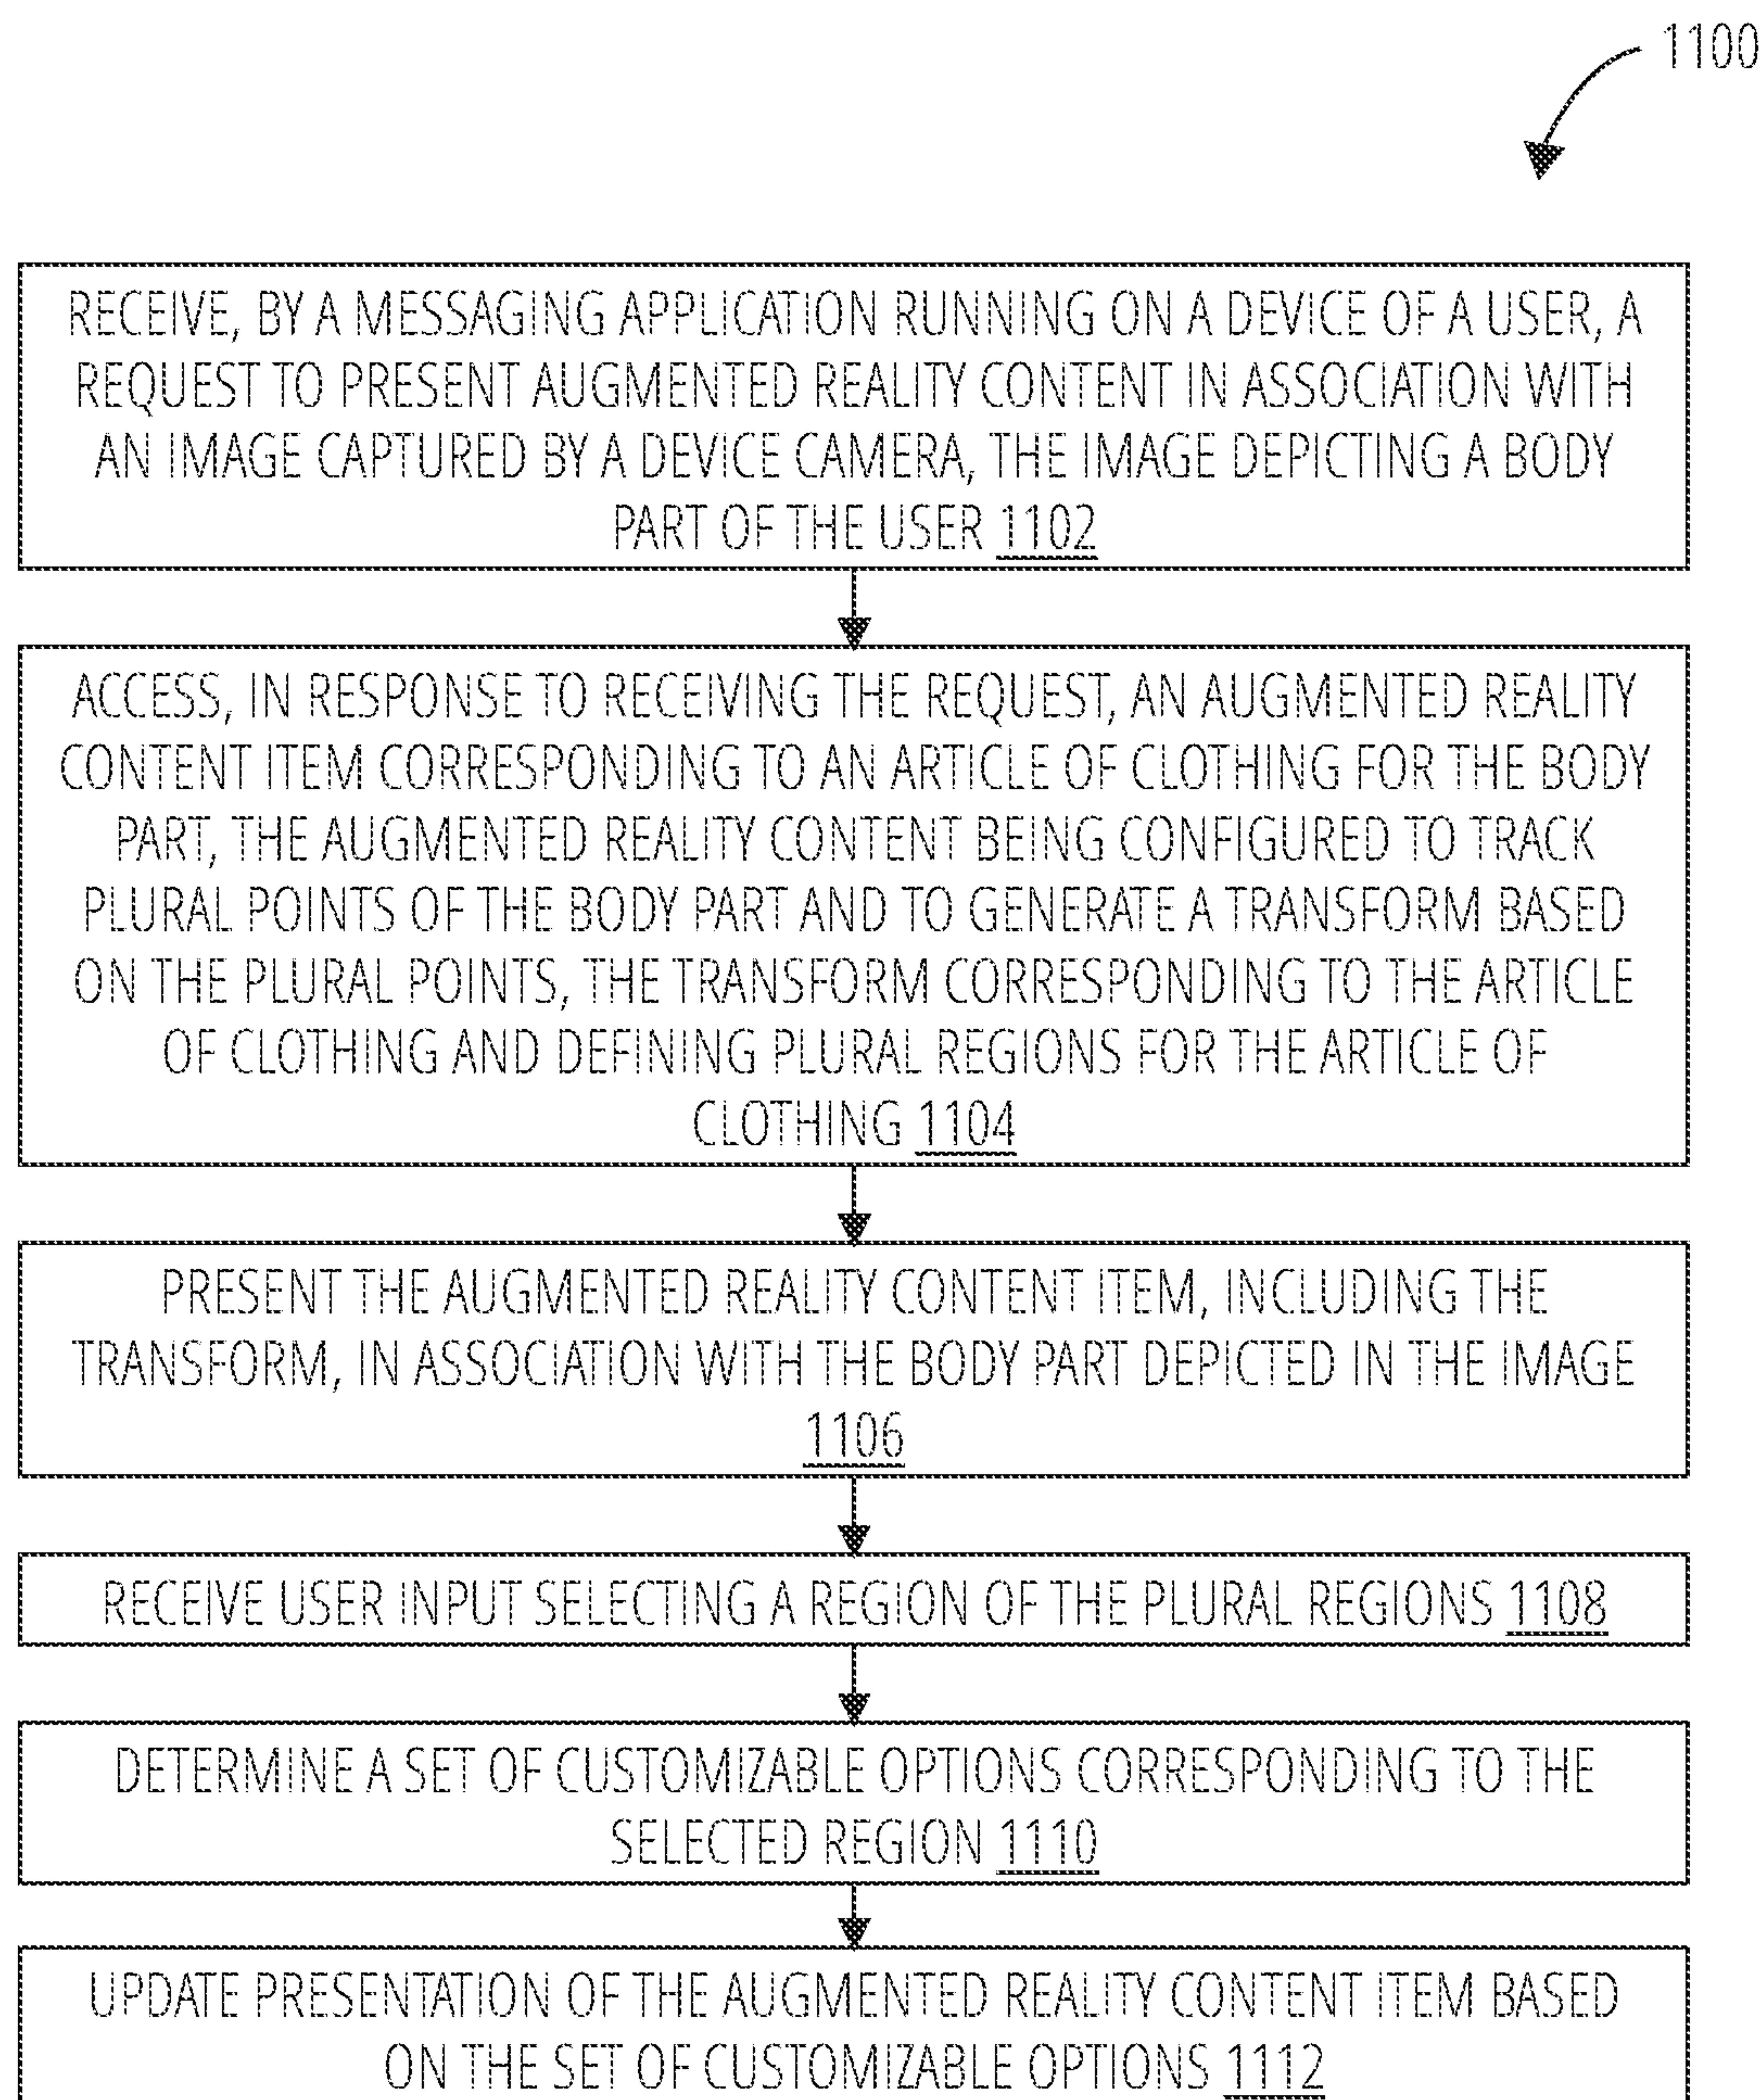 1100
RECEIVE, BY A MESSAGING APPLICATION RUNNING ON A DEVICE OF A USER, A
REQUEST TO PRESENT AUGMENTED REALITY CONTENT IN ASSOCIATION WITH
AN IMAGE CAPTURED BY A DEVICE CAMERA, THE IMAGE DEPICTING A BODY
PART OF THE USER 1102
ACCESS, IN RESPONSE TO RECEIVING THE REQUEST, AN AUGMENTED REALITY
CONTENT ITEM CORRESPONDING TO AN ARTICLE OF CLOTHING FOR THE BODY
PART, THE AUGMENTED REALITY CONTENT BEING CONFIGURED TO TRACK
PLURAL POINTS OF THE BODY PART AND TO GENERATE A TRANSFORM BASED
ON THE PLURAL POINTS, THE TRANSFORM CORRESPONDING TO THE ARTICLE
OF CLOTHING AND DEFINING PLURAL REGIONS FOR THE ARTICLE OF
CLOTHING 1104
PRESENT THE AUGMENTED REALITY CONTENT ITEM, INCLUDING THE
TRANSFORM, IN ASSOCIATION WITH THE BODY PART DEPICTED IN THE IMAGE
1106
RECEIVE USER INPUT SELECTING A REGION OF THE PLURAL REGIONS 1108
DETERMINE A SET OF CUSTOMIZABLE OPTIONS CORRESPONDING TO THE
SELECTED REGION 1110
UPDATE PRESENTATION OF THE AUGMENTED REALITY CONTENT ITEM BASED
ON THE SET OF CUSTOMIZABLE OPTIONS 1112